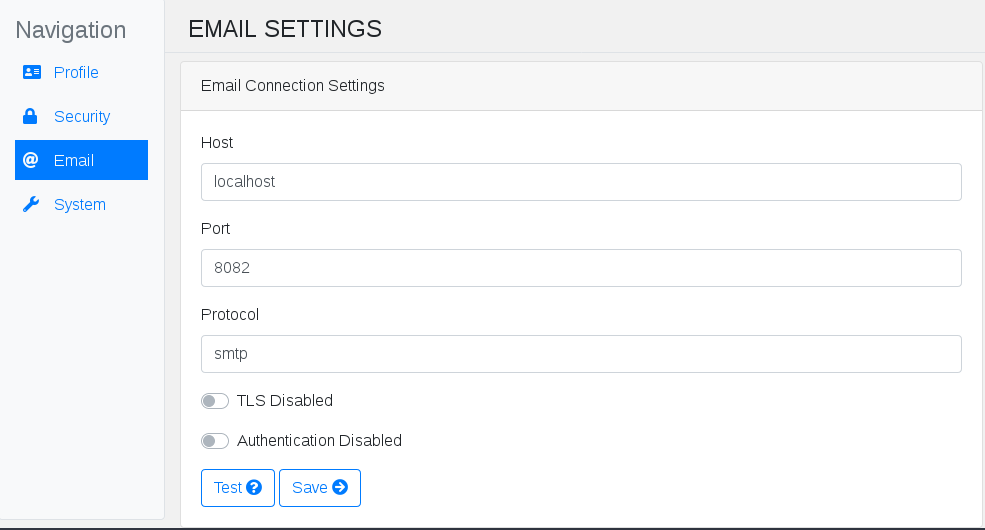 Navigation
Profile
Security
@ Email
System
EMAIL SETTINGS
Email Connection Settings
Host
localhost
Port
8082
Protocol
smtp
TLS Disabled
Authentication Disabled
Test ?
Save